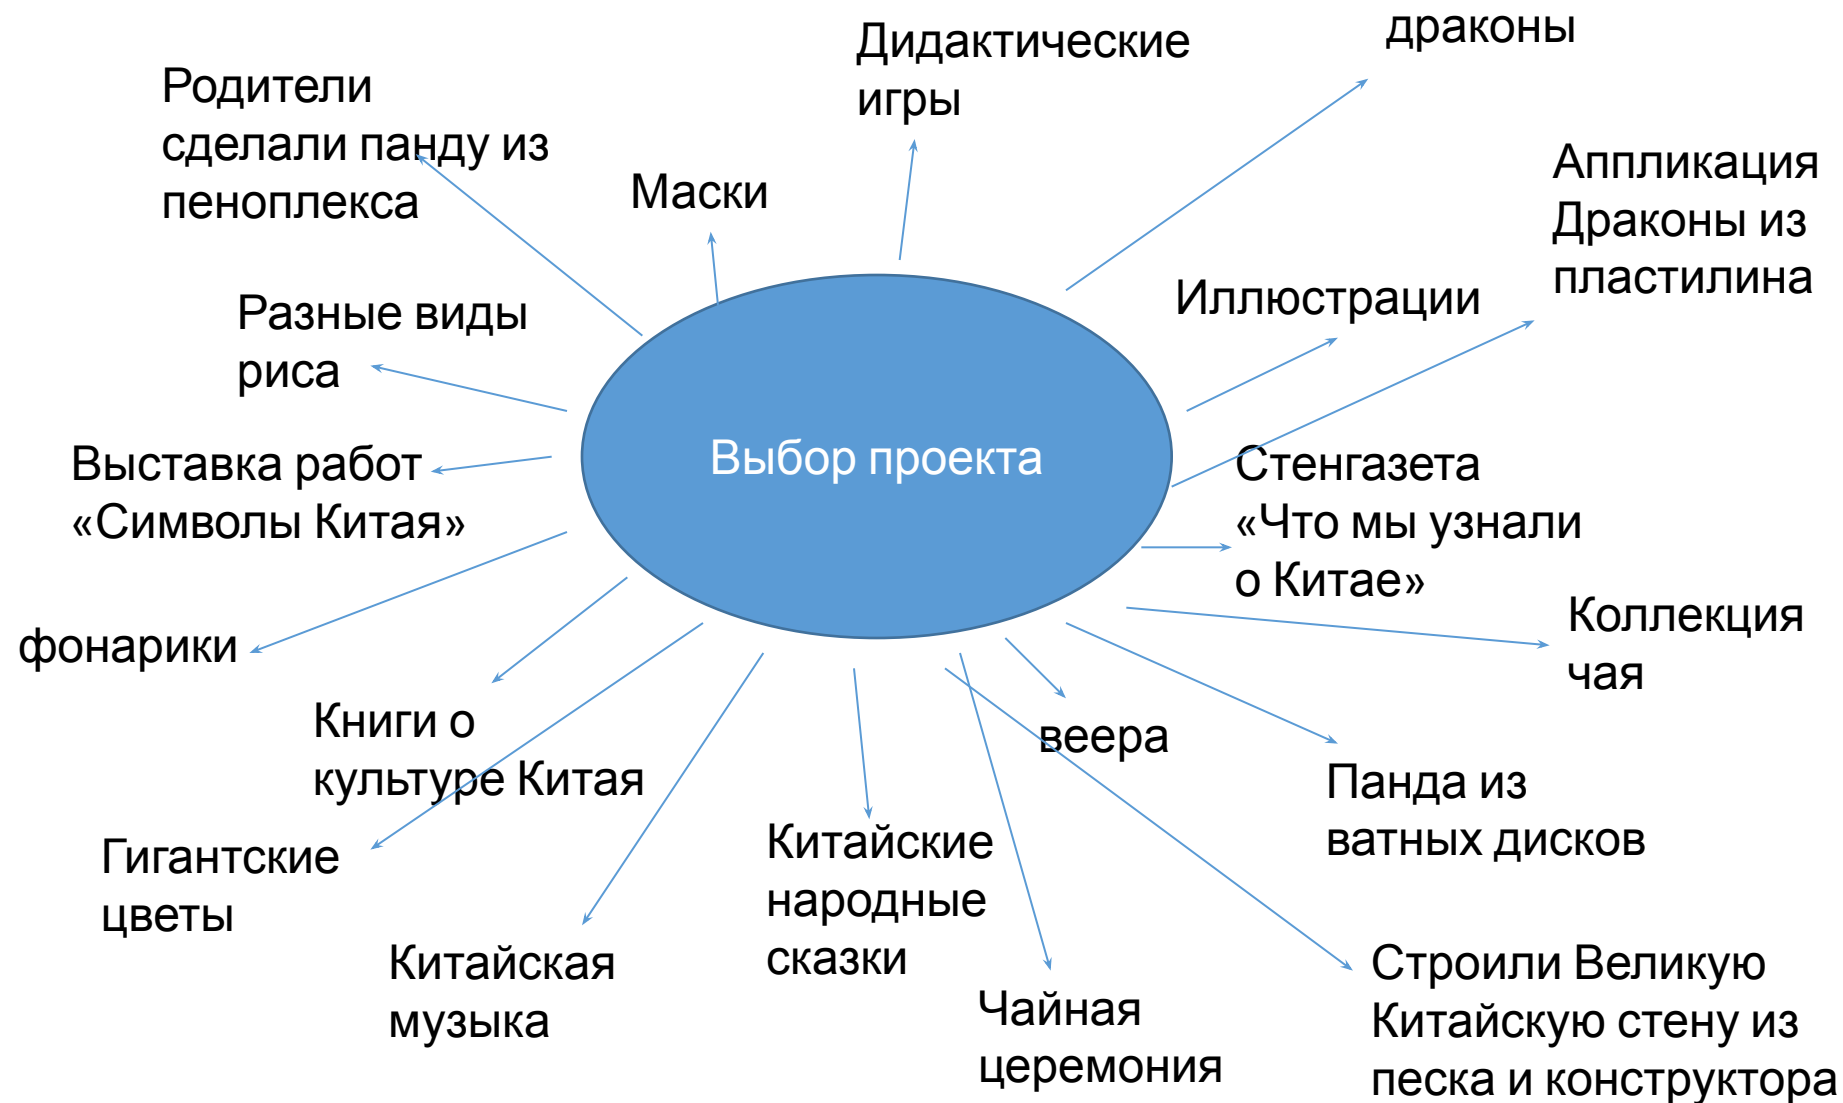 драконы
Дидактические
игры
Родители
сделали панду из
пеноплекса
Маски
Аппликация
Драконы из
пластилина
Иллюстрации
Разные виды
риса
Выбор проекта
Выставка работ
«Символы Китая»
Стенгазета
«Что мы узнали
о Китае»
фонарики
Коллекция
чая
Книги о
культуре Китая
веера
Панда из
ватных дисков
Гигантские
цветы
Китайские
народные
сказки
Китайская
музыка
Чайная
церемония
Строили Великую
Китайскую стену из
песка и конструктора